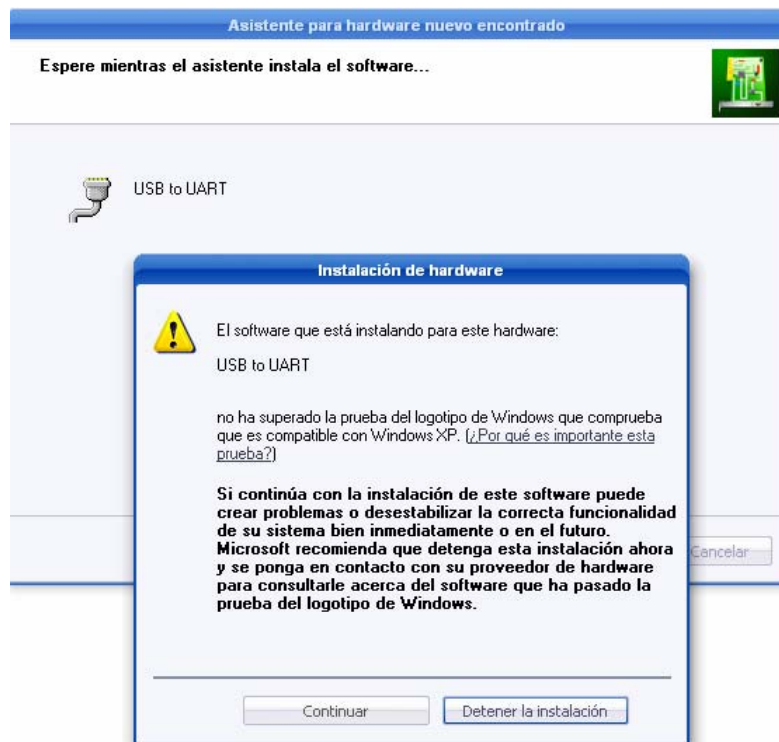 Asistente para hardware nuevo encontrado
Espere mientras el asistente instala el software...
USB to UART
Instalación de hardware
El software que está instalando para este hardware:
USB to UART
no ha superado la prueba del logotipo de Windows que comprueba
que es compatible con Windows XP. (¿Por qué es importante esta
prueba?)
Si continúa con la instalación de este software puede
crear problemas o desestabilizar la correcta funcionalidad
de su sistema bien inmediatamente o en el futuro.
Microsoft recomienda que detenga esta instalación ahora
y se ponga en contacto con su proveedor de hardware
para consultarle acerca del software que ha pasado la
prueba del logotipo de Windows.
Cancelar
Continuar
Detener la instalación